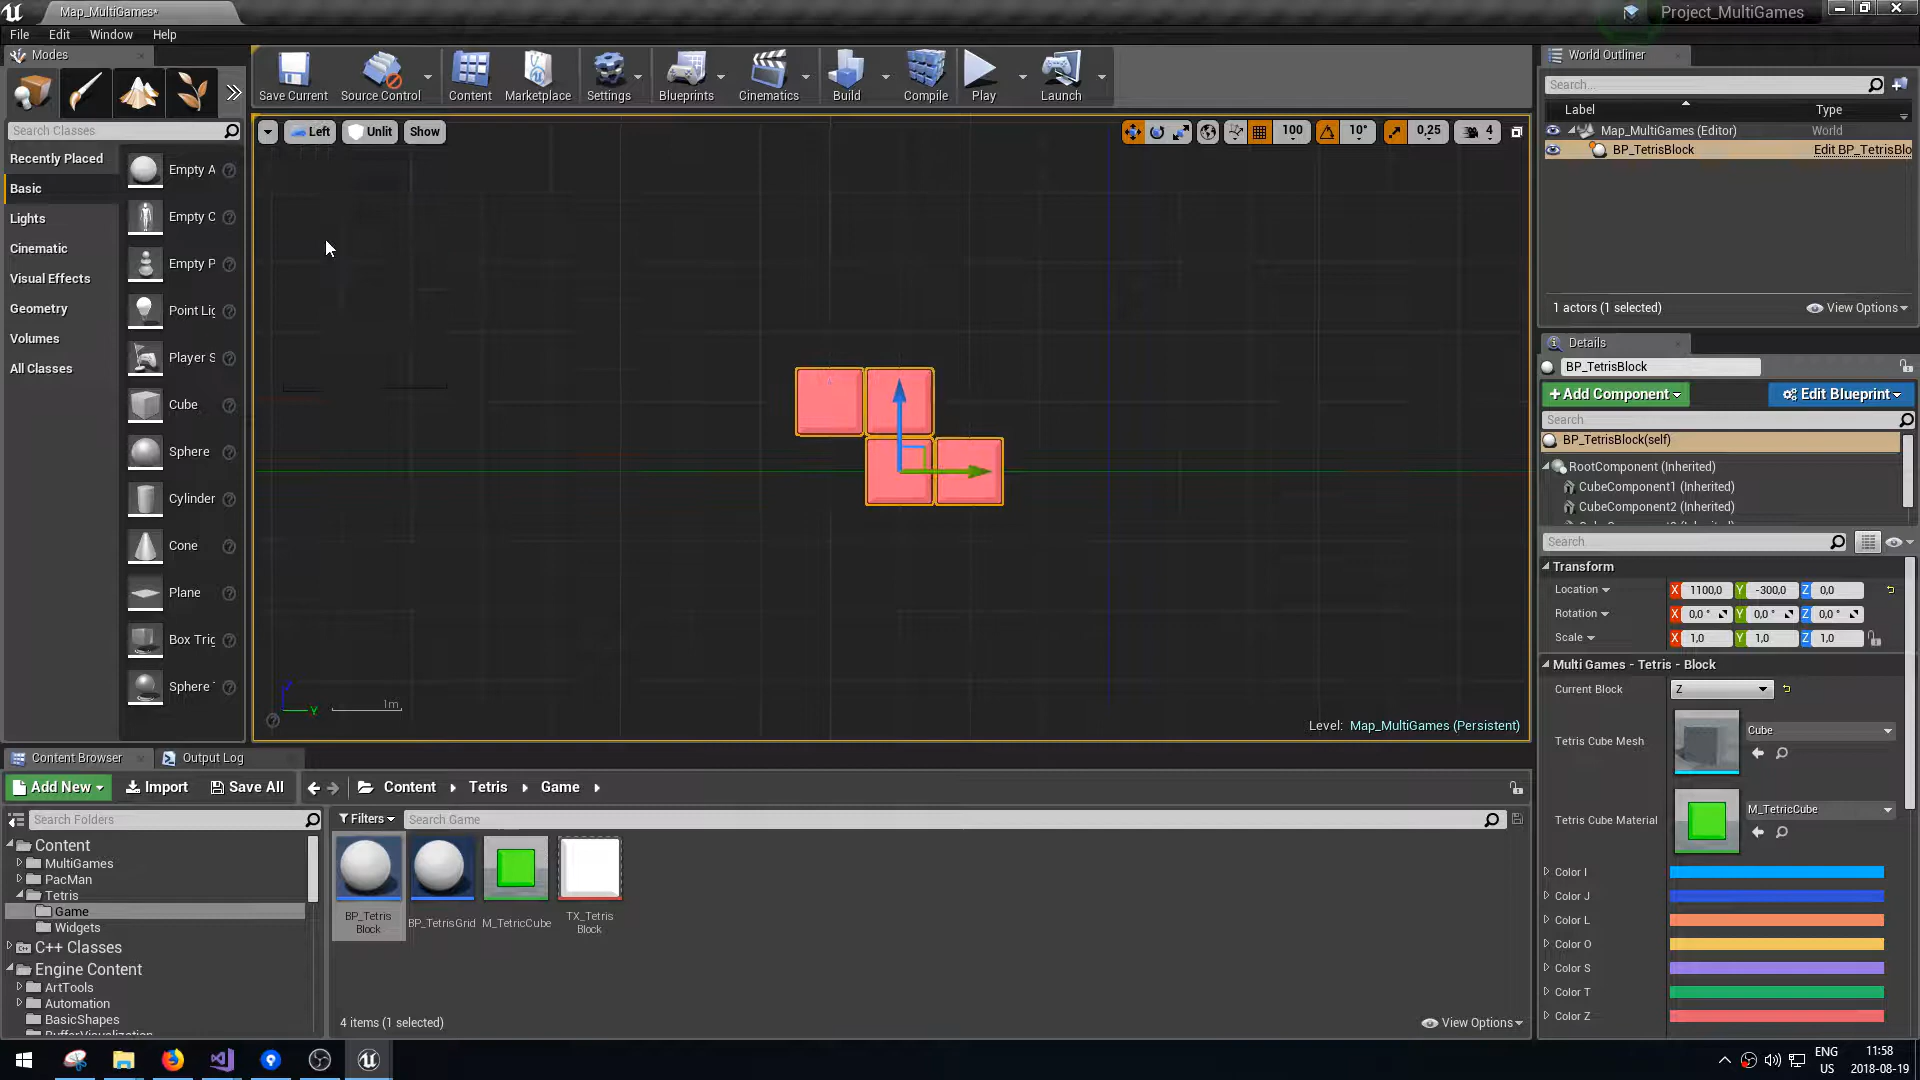 Map_MultiGames*
Project_MultiGames
File Edit Window Help
Modes
Search Classes
Recently Placed
Basic
Lights
Cinematic
Visual Effects
Geometry
Volumes
All Classes
Empty A
Empty C
Empty P
Point Lig
Player S
Cube
Sphere
Cylinder
Cone
Plane
Box Trig
Sphere
Save Current
Source Control
Content
Marketplace
Settings
Blueprints
Cinematics
Build
Compile
Play
Launch
Left Unlit Show
100 10° 0,25 4
Z
Y
1m
Level: Map_MultiGames (Persistent)
World Outliner
Search...
Label Type
Map_MultiGames (Editor) World
BP_TetrisBlock Edit BP_TetrisBlo
1 actors (1 selected) View Options
Details
BP_TetrisBlock
+Add Component Edit Blueprint
Search
BP_TetrisBlock(self)
RootComponent (Inherited)
CubeComponent1 (Inherited)
CubeComponent2 (Inherited)
Search
Transform
Location X 1100,0 Y -300,0 Z 0,0
Rotation X 0,0 ° Y 0,0 ° Z 0,0 °
Scale X 1,0 Y 1,0 Z 1,0
Multi Games - Tetris - Block
Current Block Z
Tetris Cube Mesh Cube
Tetris Cube Material M_TetricCube
Color I
Color J
Color L
Color O
Color S
Color T
Color Z
Content Browser Output Log
Add New Import Save All Content Tetris Game
Search Folders
Filters Search Game
Content
MultiGames
PacMan
Tetris
Game
Widgets
C++ Classes
Engine Content
ArtTools
Automation
BasicShapes
BufferVisualization
BP_Tetris
Block
BP_TetrisGrid
M_TetricCube
TX_Tetris
Block
4 items (1 selected) View Options
ENG
US
11:58
2018-08-19